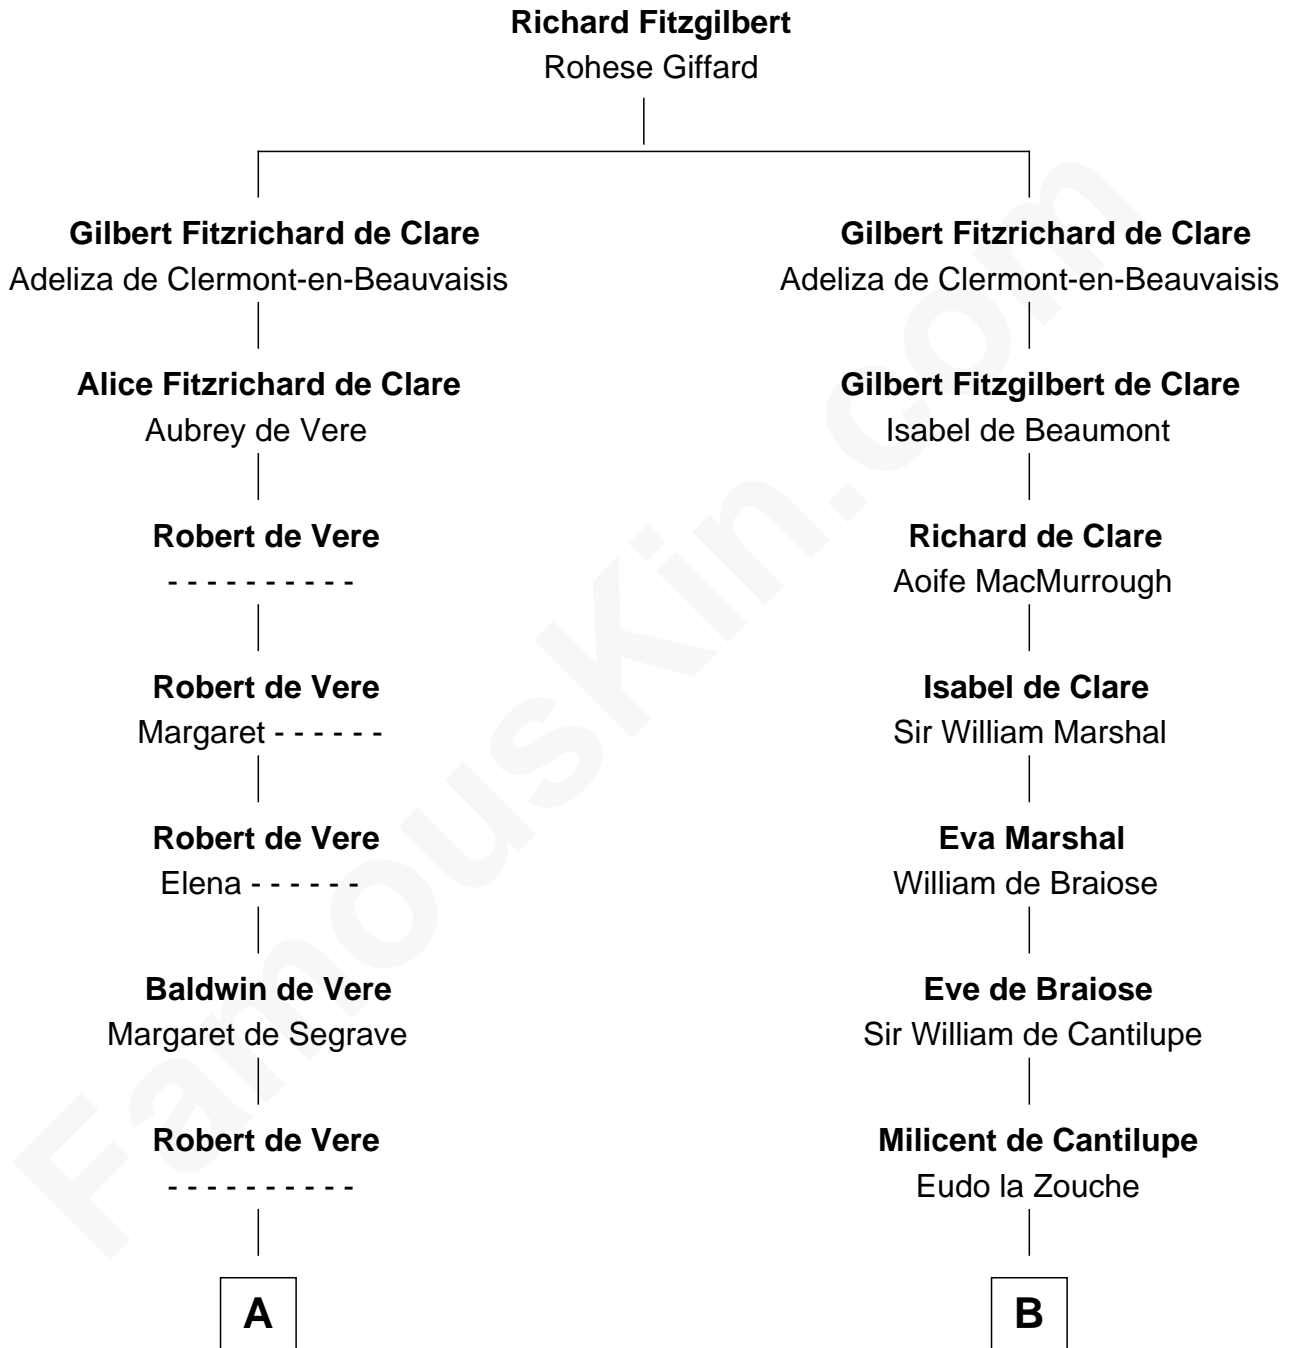 Richard Fitzgilbert
Rohese Giffard
Gilbert Fitzrichard de Clare
Adeliza de Clermont-en-Beauvaisis
Gilbert Fitzrichard de Clare
Adeliza de Clermont-en-Beauvaisis
Alice Fitzrichard de Clare
Aubrey de Vere
Gilbert Fitzgilbert de Clare
Isabel de Beaumont
Robert de Vere
- - - - - - - - - -
Richard de Clare
Aoife MacMurrough
Robert de Vere
Margaret - - - - - -
Isabel de Clare
Sir William Marshal
Robert de Vere
Elena - - - - - -
Eva Marshal
William de Braiose
Baldwin de Vere
Margaret de Segrave
Eve de Braiose
Sir William de Cantilupe
Robert de Vere
- - - - - - - - - -
Milicent de Cantilupe
Eudo la Zouche
A
B
FamousKin.com